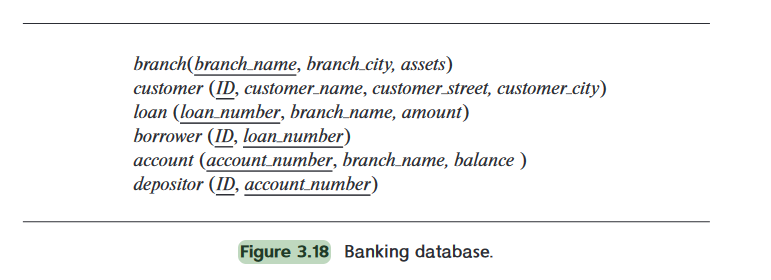 branch(branch_name, branch_city, assets)
customer (ID, customer_name, customer_street, customer_city)
loan (loan_number, branch_name, amount)
borrower (ID, loan_number)
account (account_number, branch_name, balance )
depositor (ID, account_number)
Figure 3.18 Banking database.